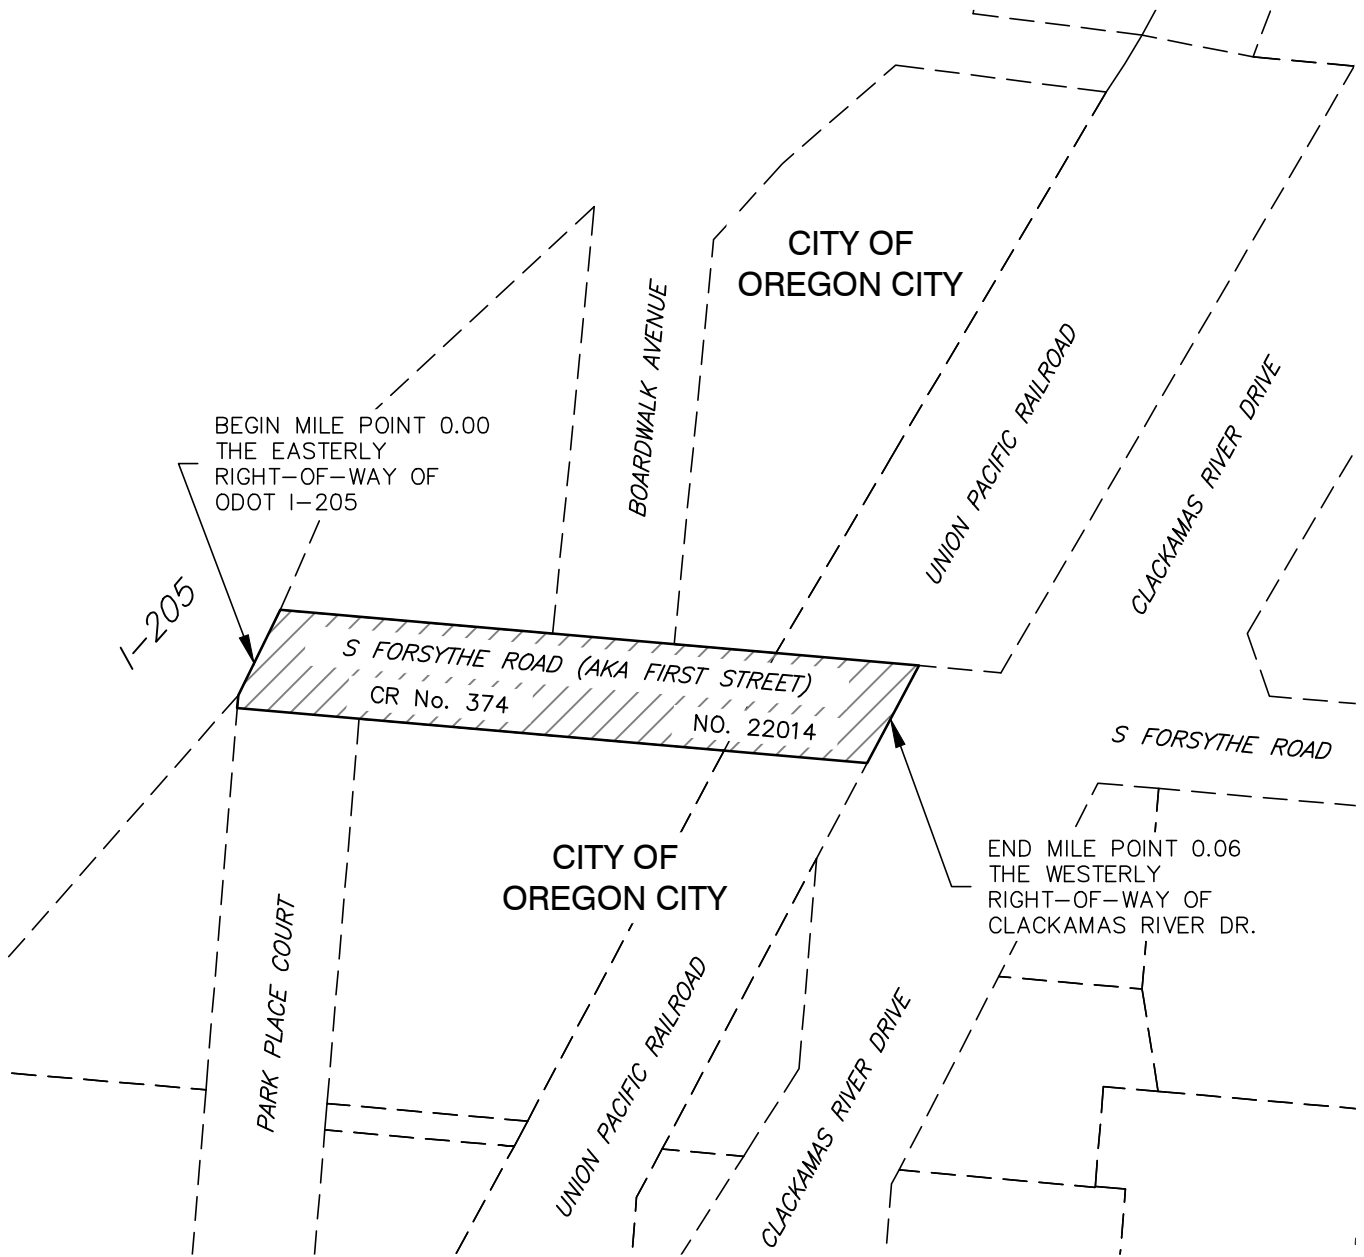 CITY OF
OREGON CITY
BOARDWALK AVENUE
UNION PACIFIC RAILROAD
CLACKAMAS RIVER DRIVE
BEGIN MILE POINT 0.00
THE EASTERLY
RIGHT-OF-WAY OF
ODOT I-205
I-205
S FORSYTHE ROAD (AKA FIRST STREET)
CR No. 374
NO. 22014
S FORSYTHE ROAD
CITY OF
OREGON CITY
END MILE POINT 0.06
THE WESTERLY
RIGHT-OF-WAY OF
CLACKAMAS RIVER DR.
PARK PLACE COURT
UNION PACIFIC RAILROAD
CLACKAMAS RIVER DRIVE